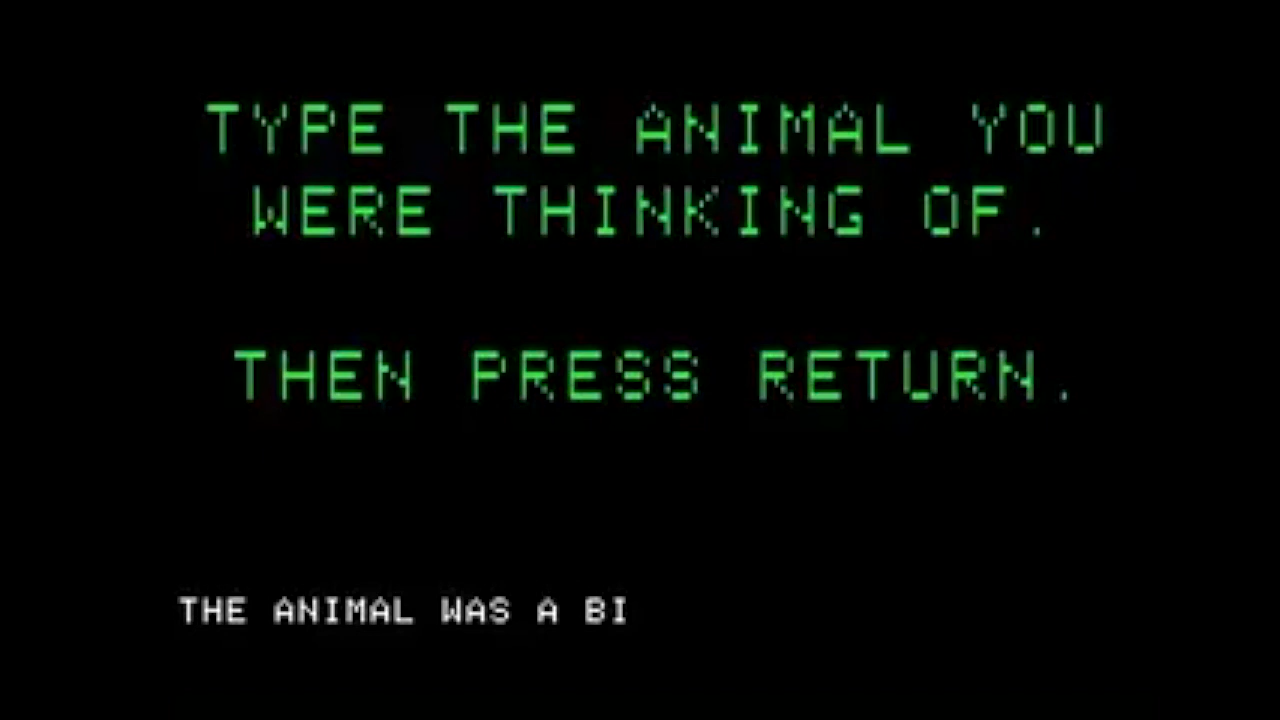 TYPE THE ANIMAL YOU
WERE THINKING OF.
THEN PRESS RETURN.
THE ANIMAL WAS A BI